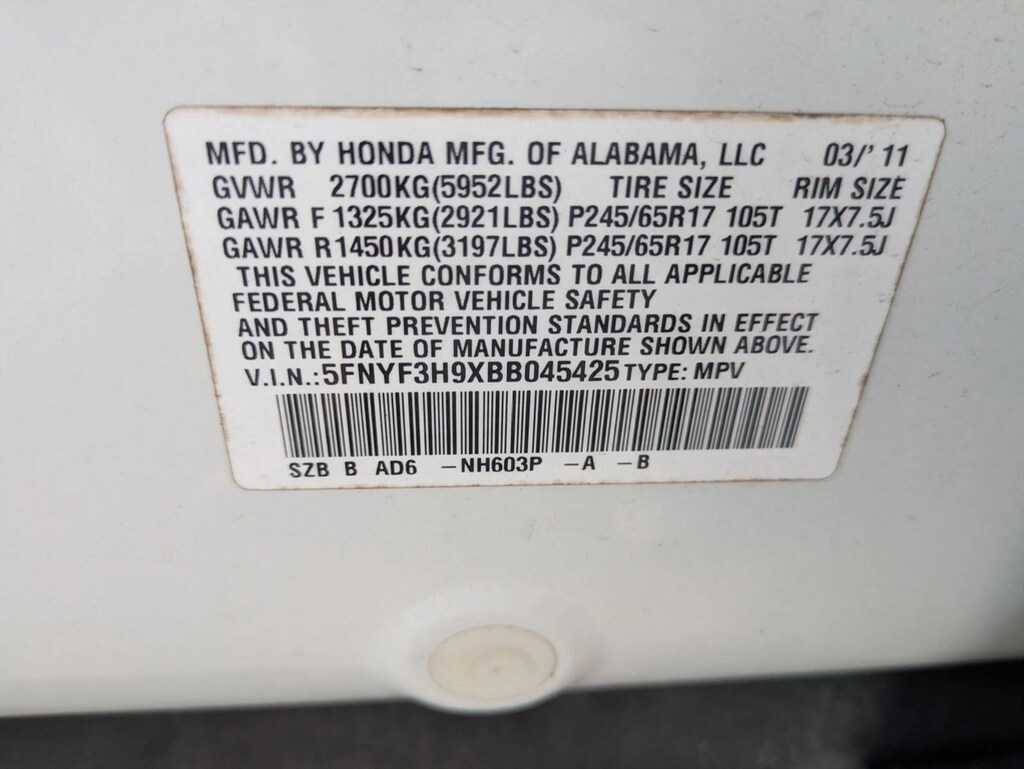 MFD. BY HONDA MFG. OF ALABAMA, LLC 03/'11
GVWR 2700KG(5952LBS) TIRE SIZE RIM SIZE
GAWR F 1325KG(2921LBS) P245/65R17 105T 17X7.5J
GAWR R1450KG(3197LBS) P245/65R17 105T 17X7.5J
THIS VEHICLE CONFORMS TO ALL APPLICABLE
FEDERAL MOTOR VEHICLE SAFETY
AND THEFT PREVENTION STANDARDS IN EFFECT
ON THE DATE OF MANUFACTURE SHOWN ABOVE.
V.I.N.:5FNYF3H9XBB045425 TYPE: MPV
SZB B AD6 -NH603P -A -B